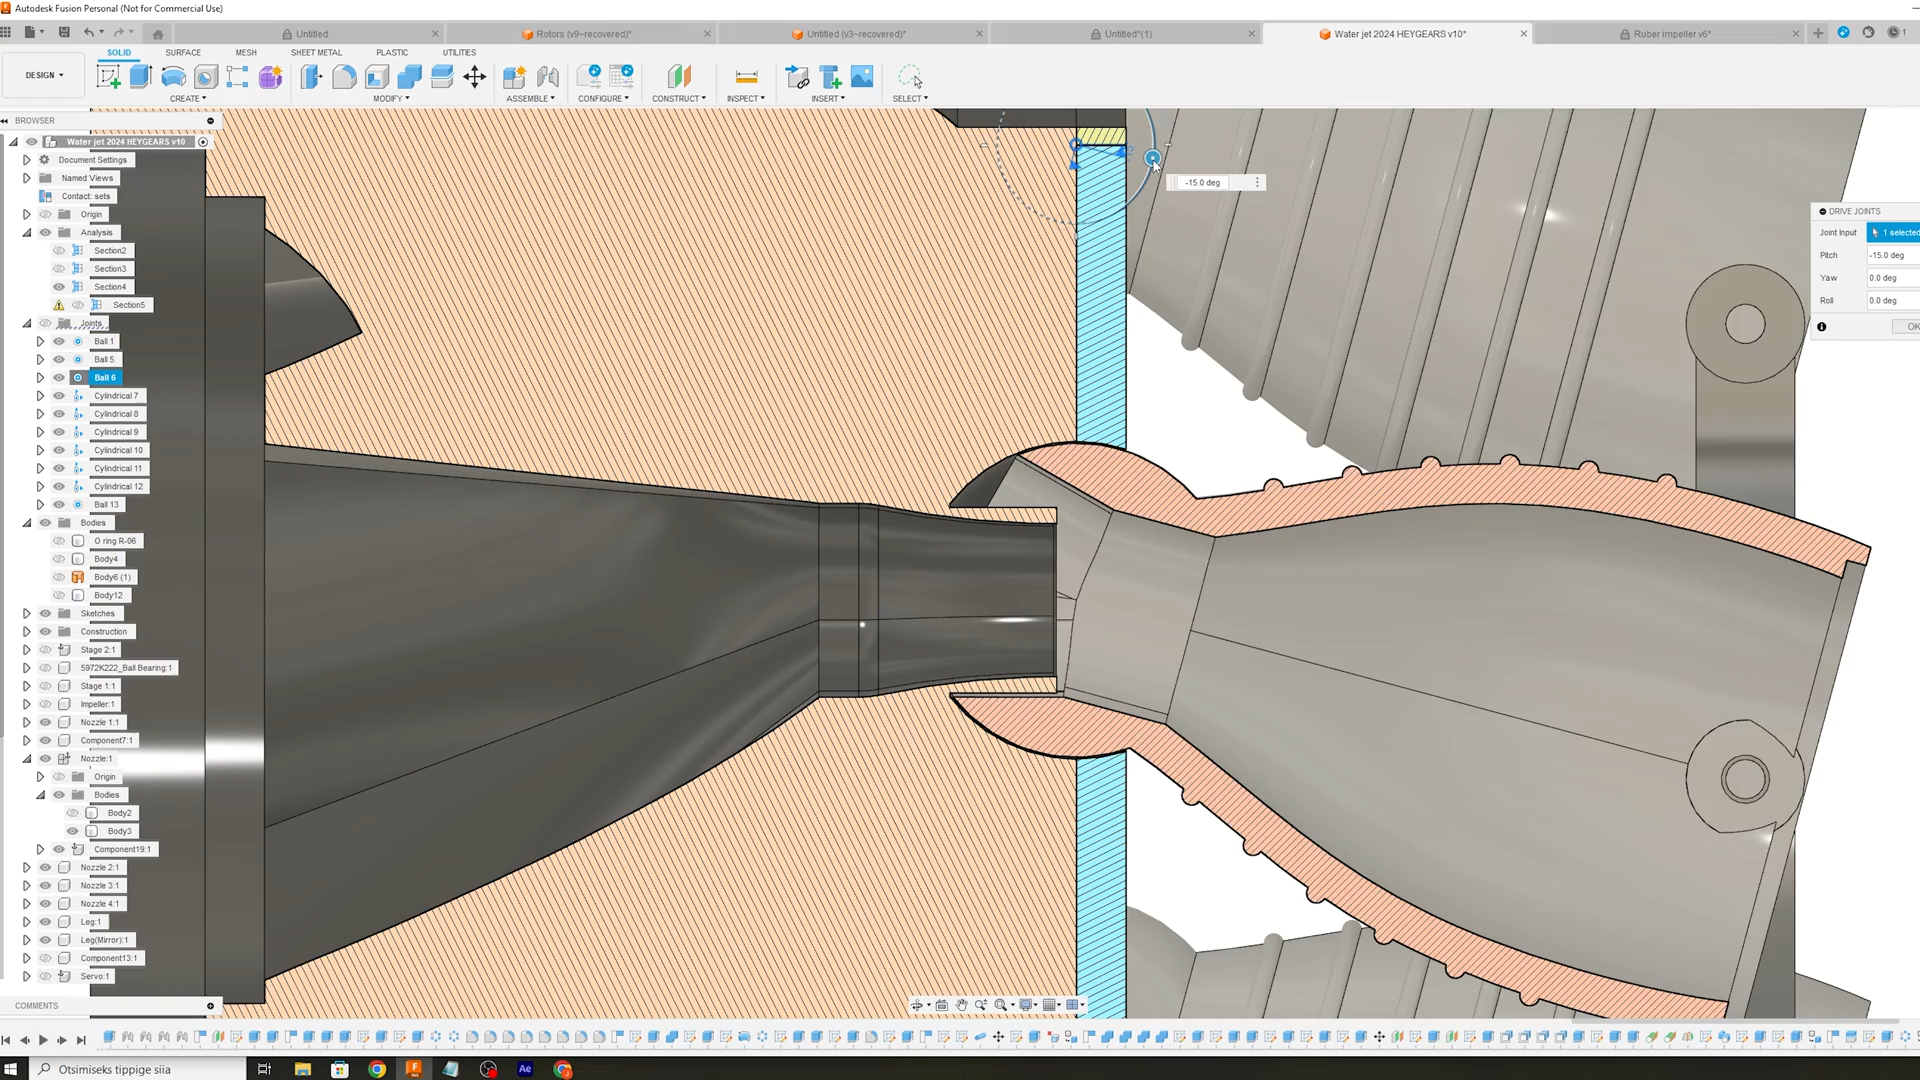 Autodesk Fusion Personal (Not for Commercial Use)
Untitled
Rotors (v9~recovered)*
Untitled (v3~recovered)*
Untitled*(1)
Water jet 2024 HEYGEARS v10*
Ruber impeller v6*
1
SOLID
SURFACE
MESH
SHEET METAL
PLASTIC
UTILITIES
DESIGN
CREATE
MODIFY
ASSEMBLE
CONFIGURE
CONSTRUCT
INSPECT
INSERT
SELECT
BROWSER
Water jet 2024 HEYGEARS v10
Document Settings
Named Views
Contact: sets
Origin
Analysis
Section2
Section3
Section4
Section5
Joints
Ball 1
Ball 5
Ball 6
Cylindrical 7
Cylindrical 8
Cylindrical 9
Cylindrical 10
Cylindrical 11
Cylindrical 12
Ball 13
Bodies
O ring R-06
Body4
Body6 (1)
Body12
Sketches
Construction
Stage 2:1
5972K222_Ball Bearing:1
Stage 1:1
Impeller:1
Nozzle 1:1
Component7:1
Nozzle:1
Origin
Bodies
Body2
Body3
Component19:1
Nozzle 2:1
Nozzle 3:1
Nozzle 4:1
Leg:1
Leg(Mirror):1
Component13:1
Servo:1
-15.0 deg
DRIVE JOINTS
Joint Input
1 selected
Pitch
-15.0 deg
Yaw
0.0 deg
Roll
0.0 deg
OK
COMMENTS
Otsimiseks tippige siia
F
Ae